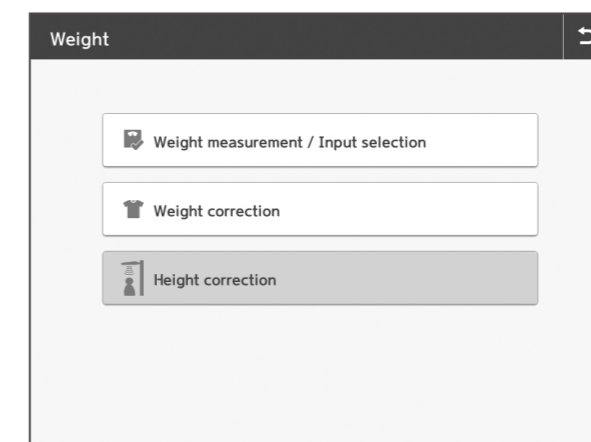 Weight
Weight measurement / Input selection
Weight correction
Height correction